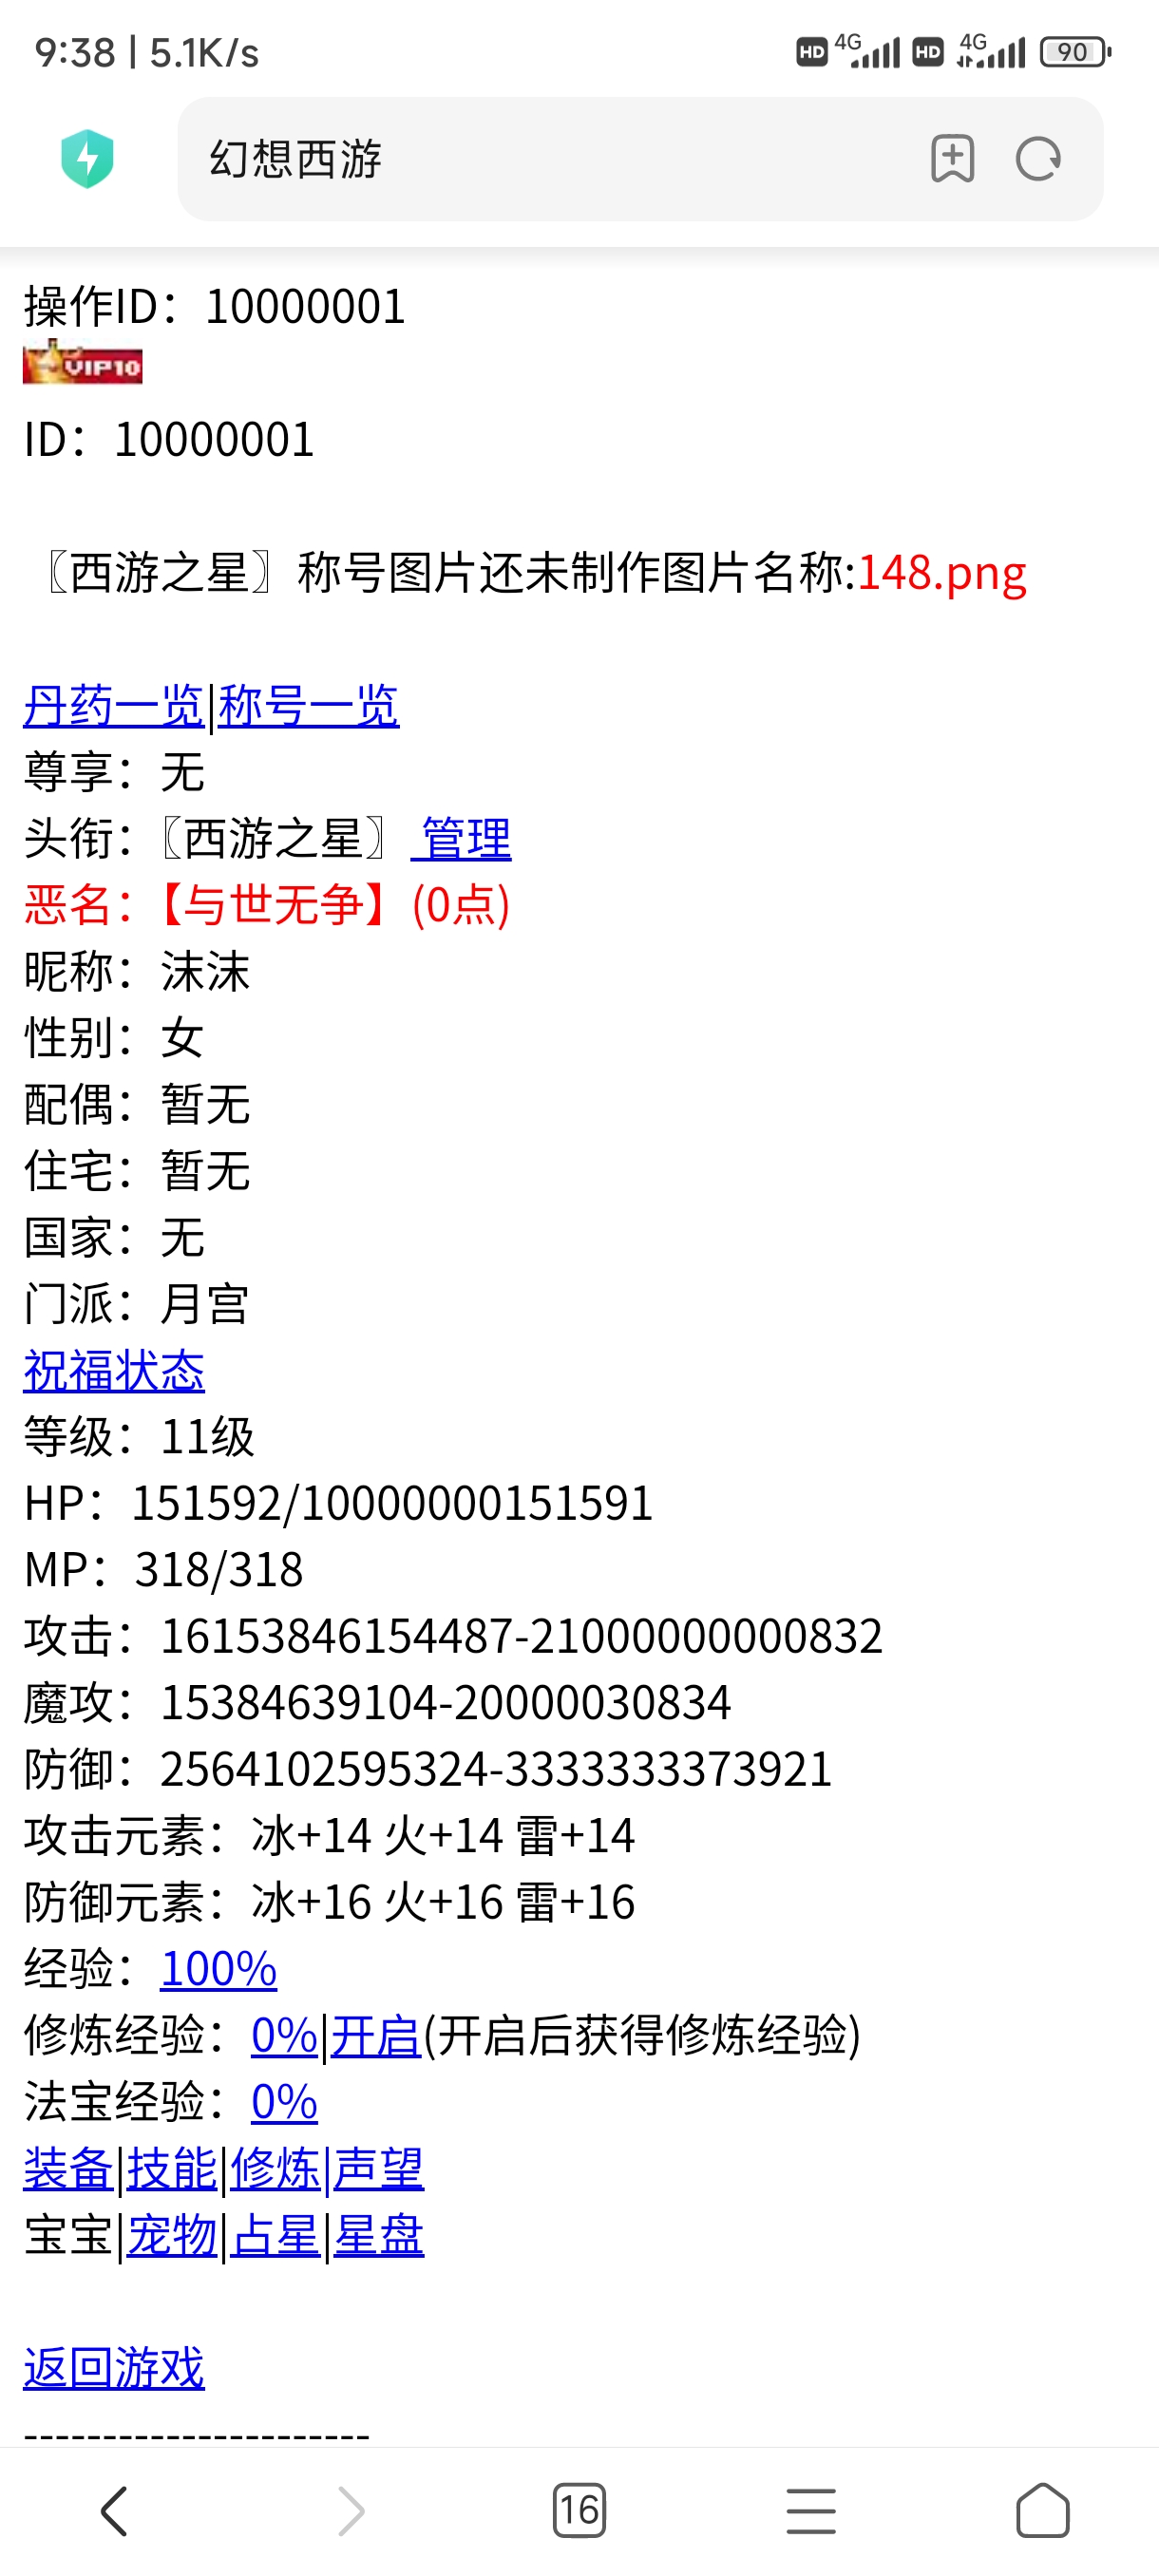 9:38 | 5.1K/s HD 4G HD 4G 90
幻想西游
操作ID：10000001
VIP10
ID：10000001
〖西游之星〗称号图片还未制作图片名称:148.png
丹药一览|称号一览
尊享：无
头衔：〖西游之星〗 管理
恶名：【与世无争】(0点)
昵称：沫沫
性别：女
配偶：暂无
住宅：暂无
国家：无
门派：月宫
祝福状态
等级：11级
HP：151592/10000000151591
MP：318/318
攻击：16153846154487-21000000000832
魔攻：15384639104-20000030834
防御：2564102595324-3333333373921
攻击元素：冰+14 火+14 雷+14
防御元素：冰+16 火+16 雷+16
经验：100%
修炼经验：0%|开启(开启后获得修炼经验)
法宝经验：0%
装备|技能|修炼|声望
宝宝|宠物|占星|星盘
返回游戏
----------------------
16